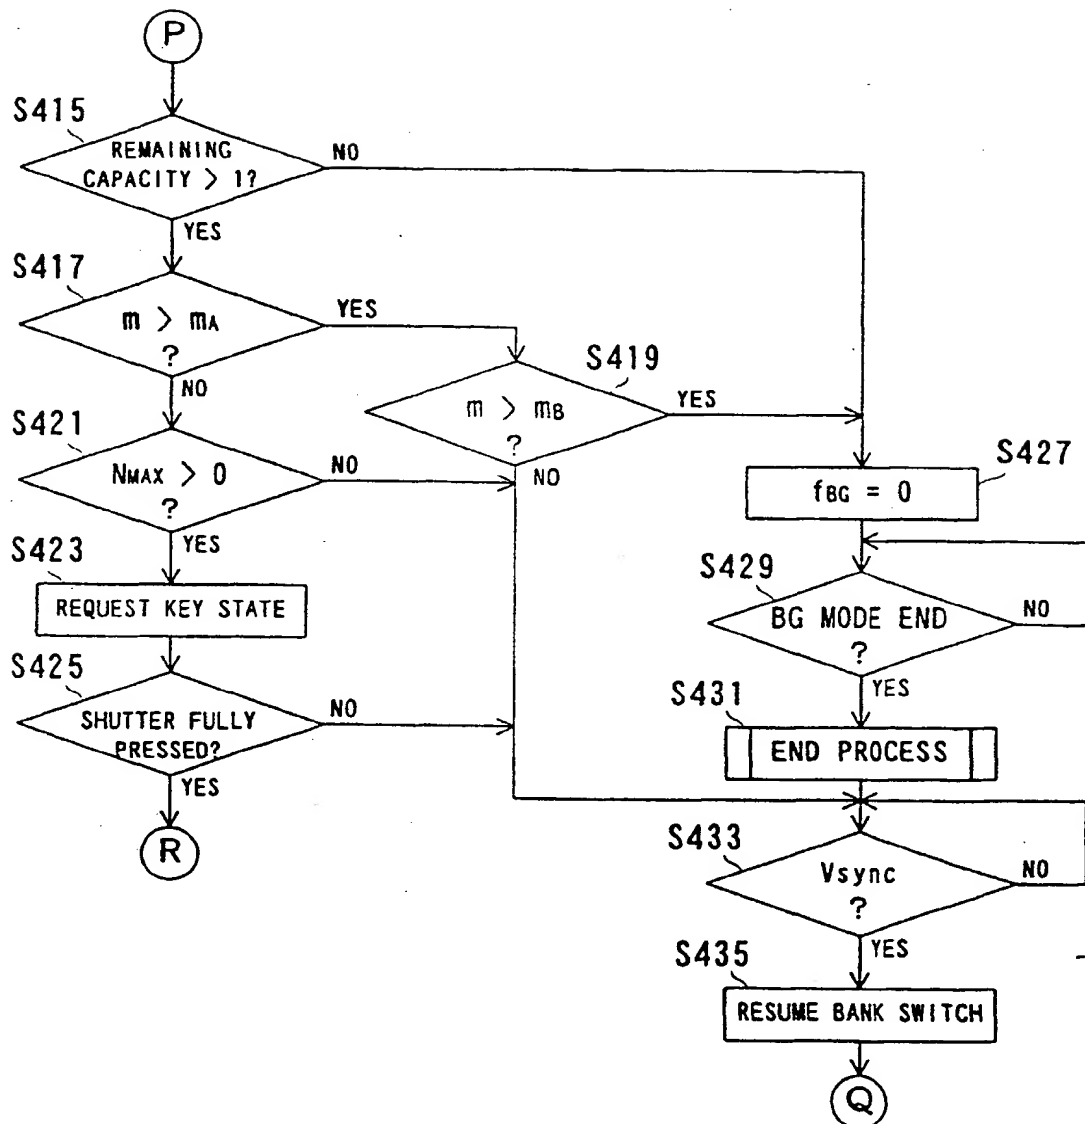 P
S415
REMAINING
CAPACITY > 1?
NO
YES
S417
m > mA
?
YES
NO
S419
m > mB
?
YES
NO
S421
NMAX > 0
?
NO
YES
S423
REQUEST KEY STATE
S425
SHUTTER FULLY
PRESSED?
NO
YES
R
S427
fBG = 0
S429
BG MODE END
?
NO
YES
S431
END PROCESS
S433
Vsync
?
NO
YES
S435
RESUME BANK SWITCH
Q